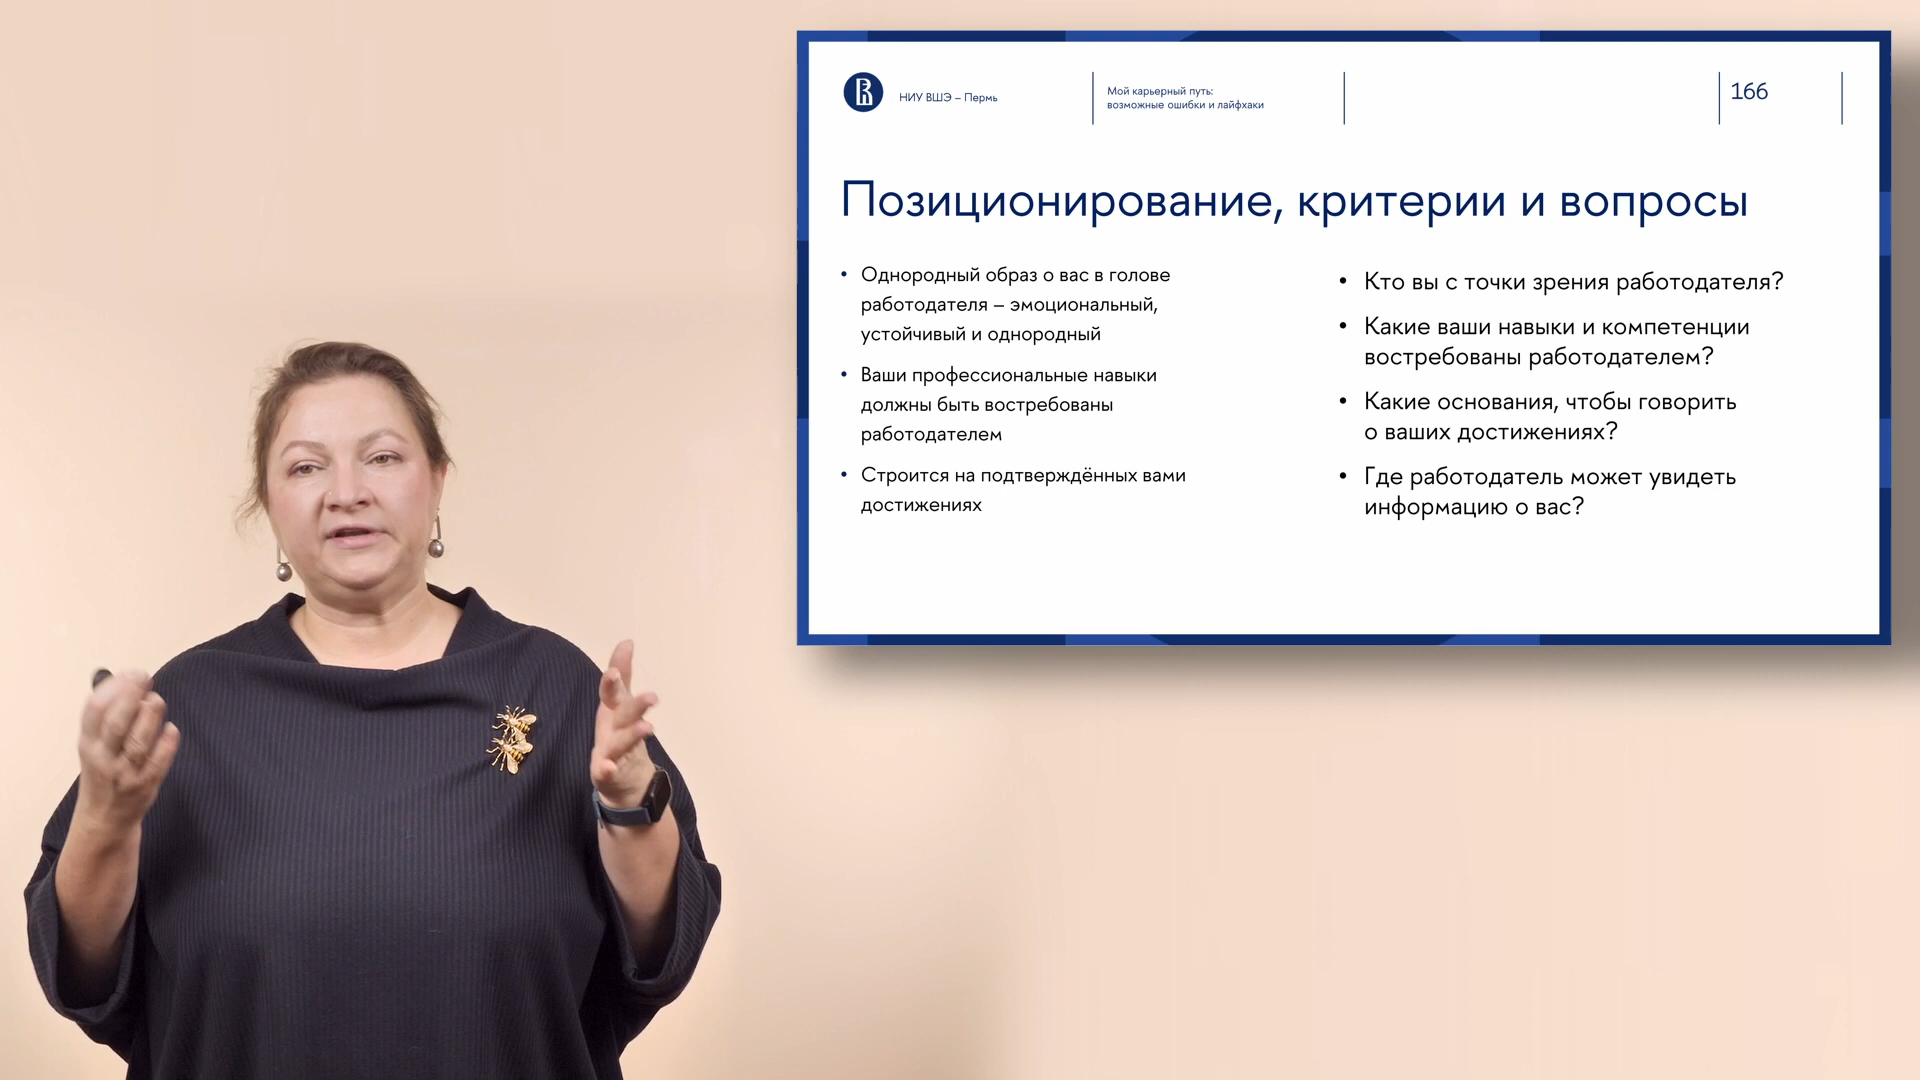 НИУ ВШЭ – Пермь
Мой карьерный путь:
возможные ошибки и лайфхаки
166
Позиционирование, критерии и вопросы
• Однородный образ о вас в голове
работодателя – эмоциональный,
устойчивый и однородный
• Ваши профессиональные навыки
должны быть востребованы
работодателем
• Строится на подтверждённых вами
достижениях
• Кто вы с точки зрения работодателя?
• Какие ваши навыки и компетенции
востребованы работодателем?
• Какие основания, чтобы говорить
о ваших достижениях?
• Где работодатель может увидеть
информацию о вас?